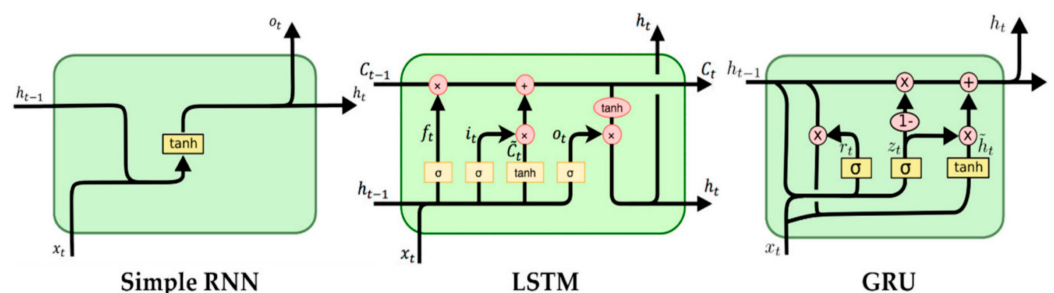 o_t
h_{t-1}
h_t
tanh
x_t
Simple RNN
h_t
C_{t-1}
C_t
×
+
tanh
f_t
i_t
×
o_t
×
C̃_t
σ
σ
tanh
σ
h_{t-1}
h_t
x_t
LSTM
h_t
h_{t-1}
x
+
1-
x
r_t
z_t
x
h̃_t
σ
σ
tanh
x_t
GRU